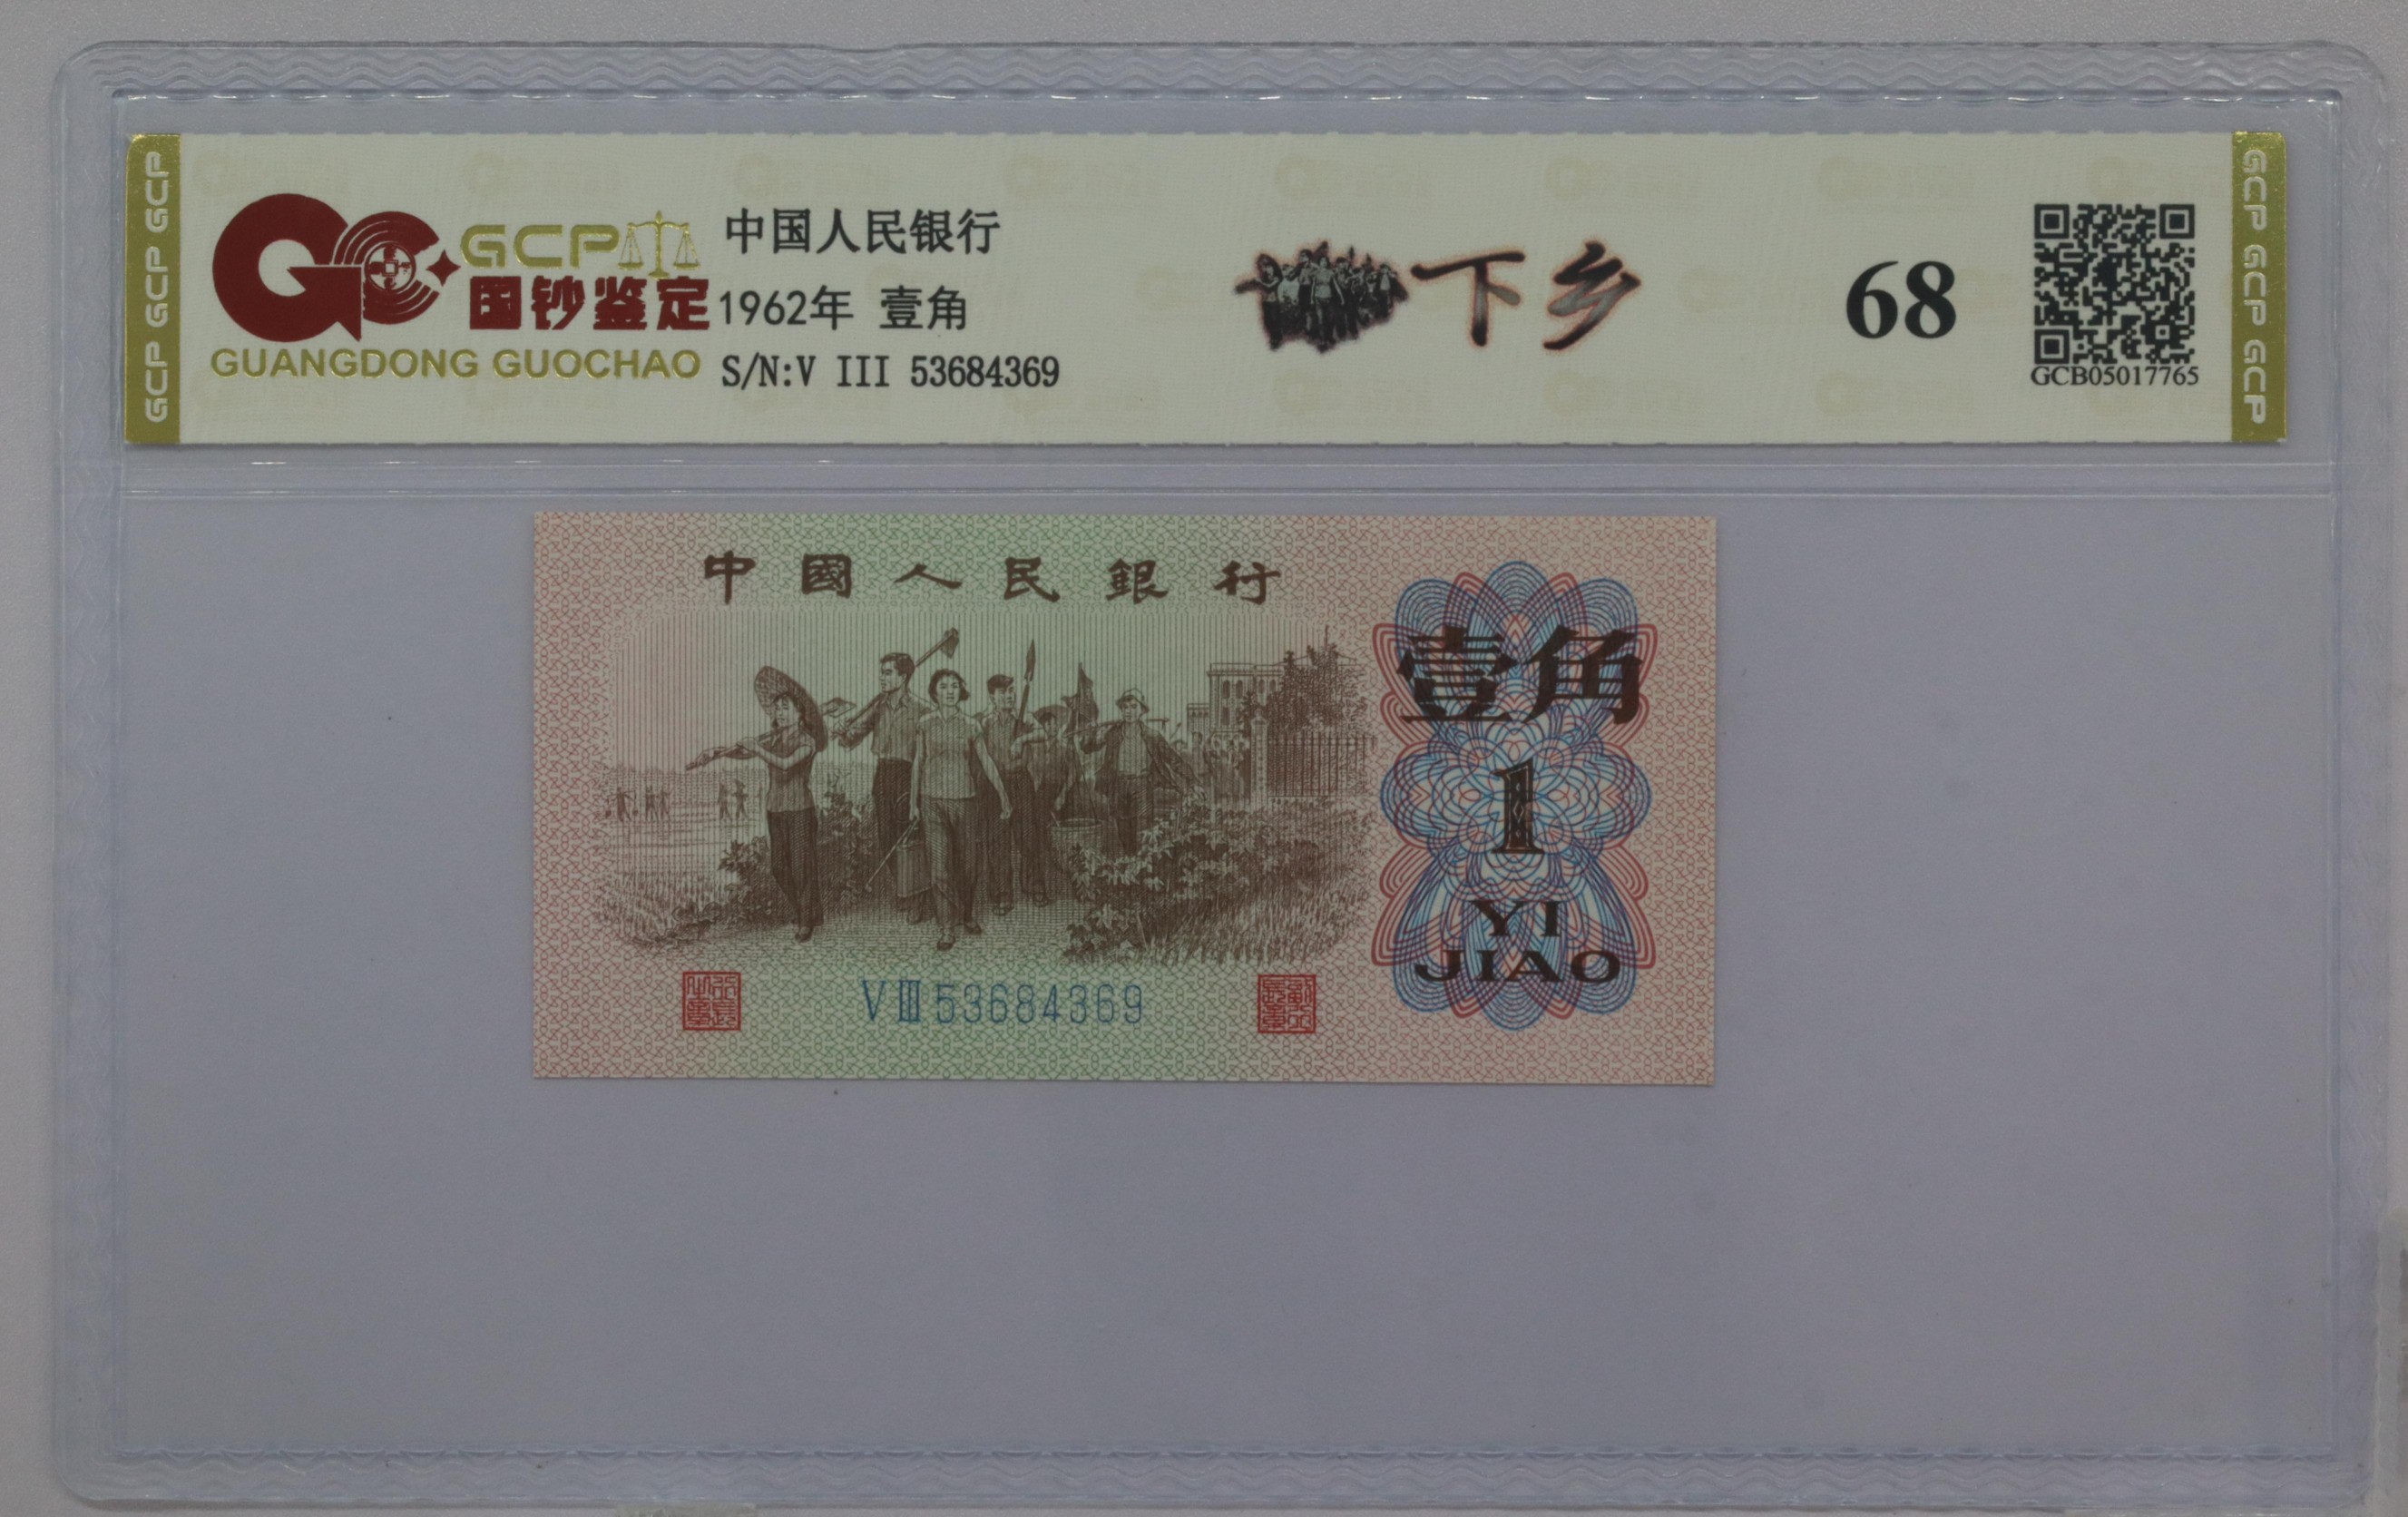 GCP GCP GCP
GCP
国钞鉴定
GUANGDONG GUOCHAO
中国人民银行
1962年 壹角
S/N:V III 53684369
下乡
68
GCB05017765
GCP GCP GCP
中國人民銀行
壹角
1
YI
JIAO
VIII53684369